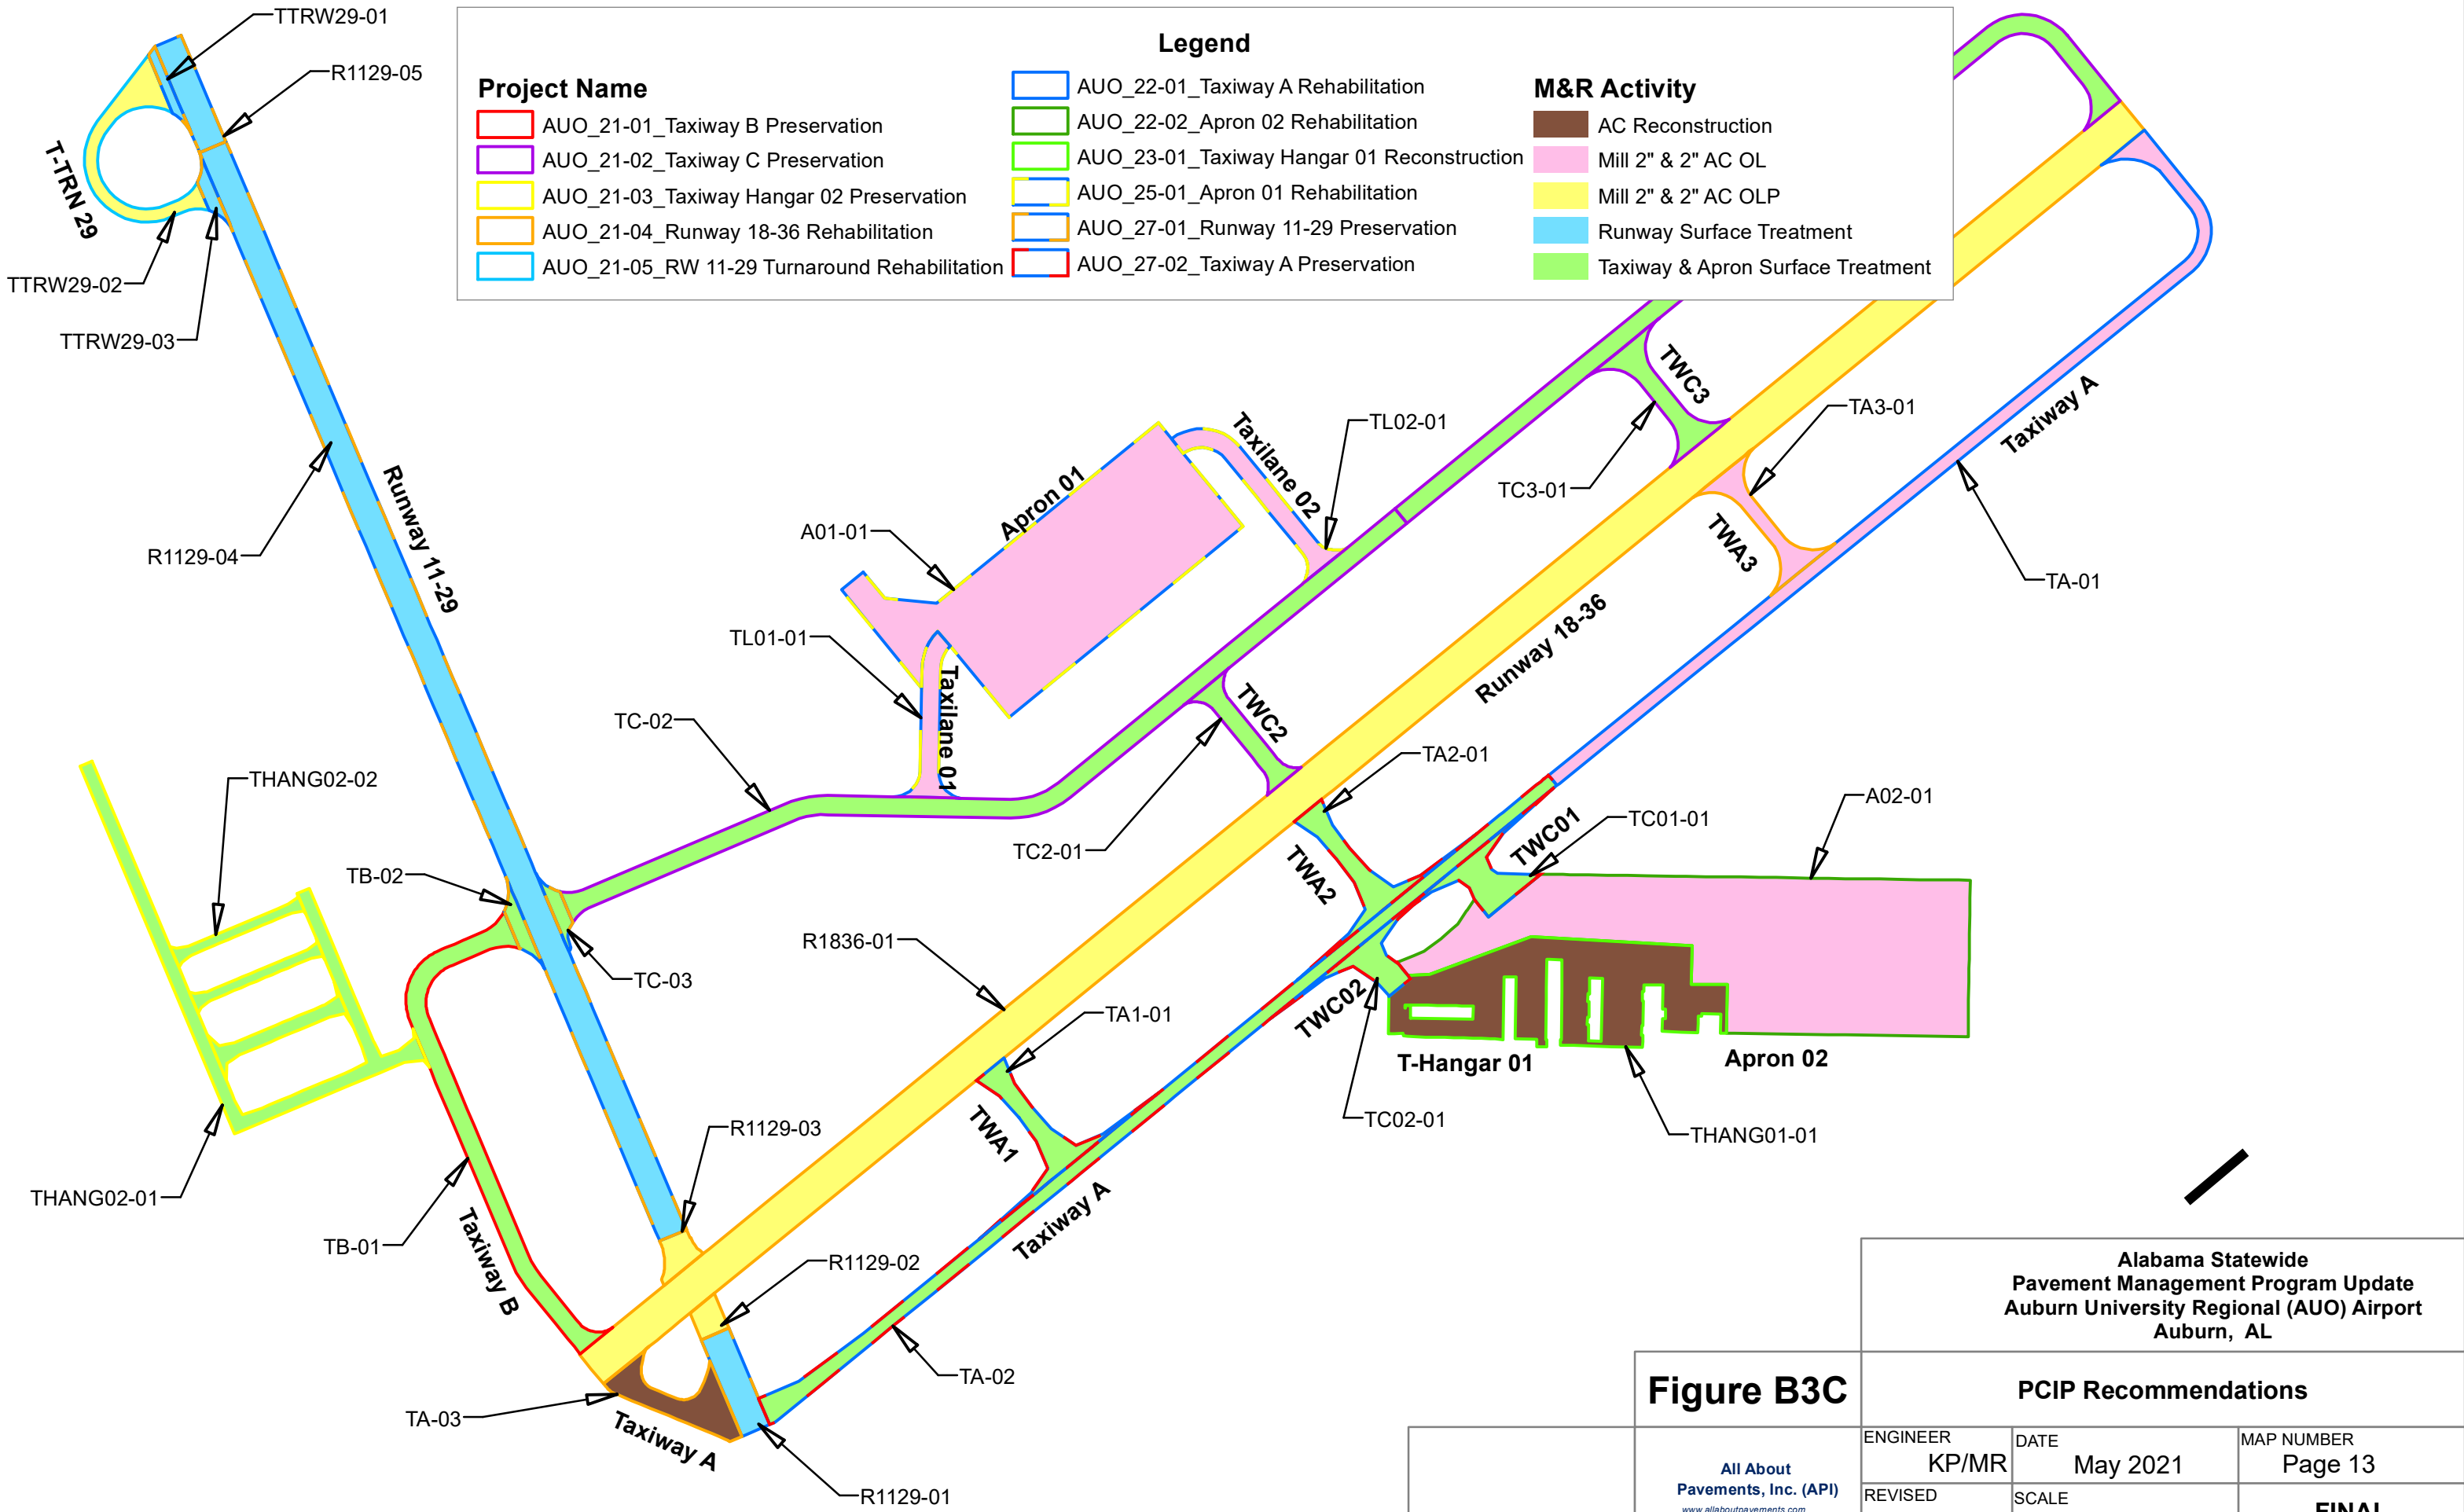 Legend
Project Name
AUO_21-01_Taxiway B Preservation
AUO_21-02_Taxiway C Preservation
AUO_21-03_Taxiway Hangar 02 Preservation
AUO_21-04_Runway 18-36 Rehabilitation
AUO_21-05_RW 11-29 Turnaround Rehabilitation
AUO_22-01_Taxiway A Rehabilitation
AUO_22-02_Apron 02 Rehabilitation
AUO_23-01_Taxiway Hangar 01 Reconstruction
AUO_25-01_Apron 01 Rehabilitation
AUO_27-01_Runway 11-29 Preservation
AUO_27-02_Taxiway A Preservation
M&R Activity
AC Reconstruction
Mill 2" & 2" AC OL
Mill 2" & 2" AC OLP
Runway Surface Treatment
Taxiway & Apron Surface Treatment
TTRW29-01
R1129-05
T-TRN 29
TTRW29-02
TTRW29-03
R1129-04
Runway 11-29
A01-01
Apron 01
Taxilane 02
TL02-01
TWC3
TC3-01
TA3-01
Taxiway A
TWA3
TA-01
TL01-01
Taxilane 01
TC-02
TWC2
Runway 18-36
TC2-01
TA2-01
THANG02-02
TB-02
TWA2
TWC01
TC01-01
A02-01
R1836-01
TC-03
TA1-01
TWC02
T-Hangar 01
Apron 02
TC02-01
THANG01-01
R1129-03
TWA1
THANG02-01
TB-01
Taxiway B
Taxiway A
R1129-02
TA-02
TA-03
Taxiway A
R1129-01
Alabama Statewide
Pavement Management Program Update
Auburn University Regional (AUO) Airport
Auburn, AL
Figure B3C
PCIP Recommendations
ENGINEER
KP/MR
DATE
May 2021
MAP NUMBER
Page 13
All About
Pavements, Inc. (API)
www.allaboutpavements.com
REVISED
SCALE
FINAL